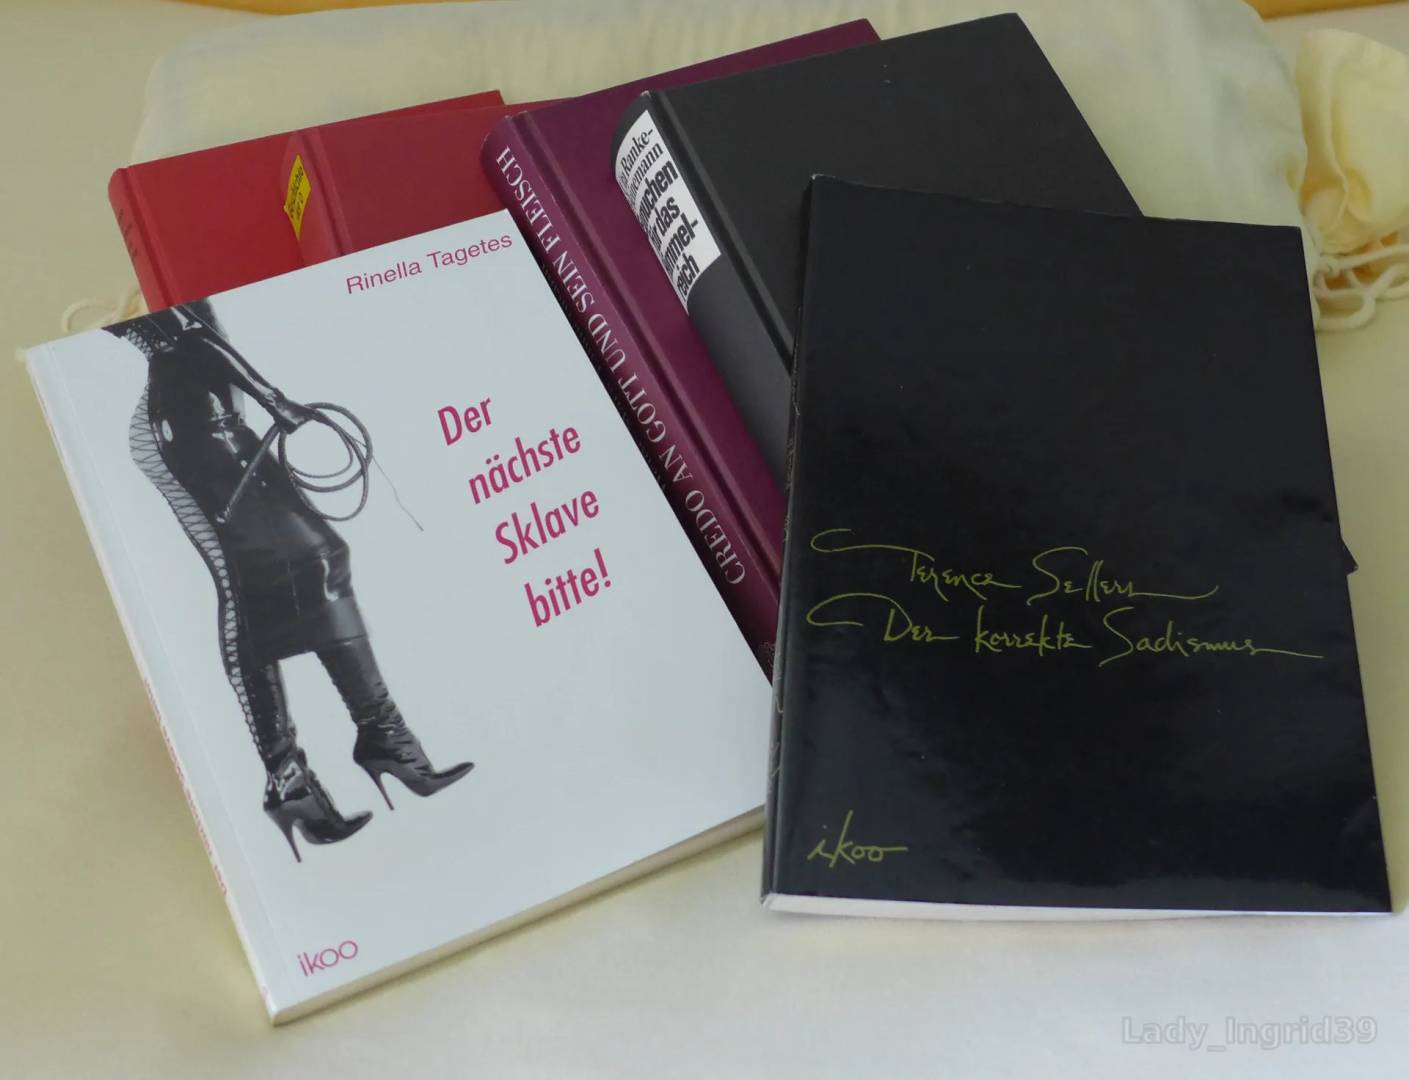 Rinella Tagetes
Der
nächste
Sklave
bitte!
ikoo
CREDO AN GOTT UND SEIN FLEISCH
Ranke-
das
reich
Terence Sellers
Der korrekte Sadismus
ikoo
Lady_Ingrid39